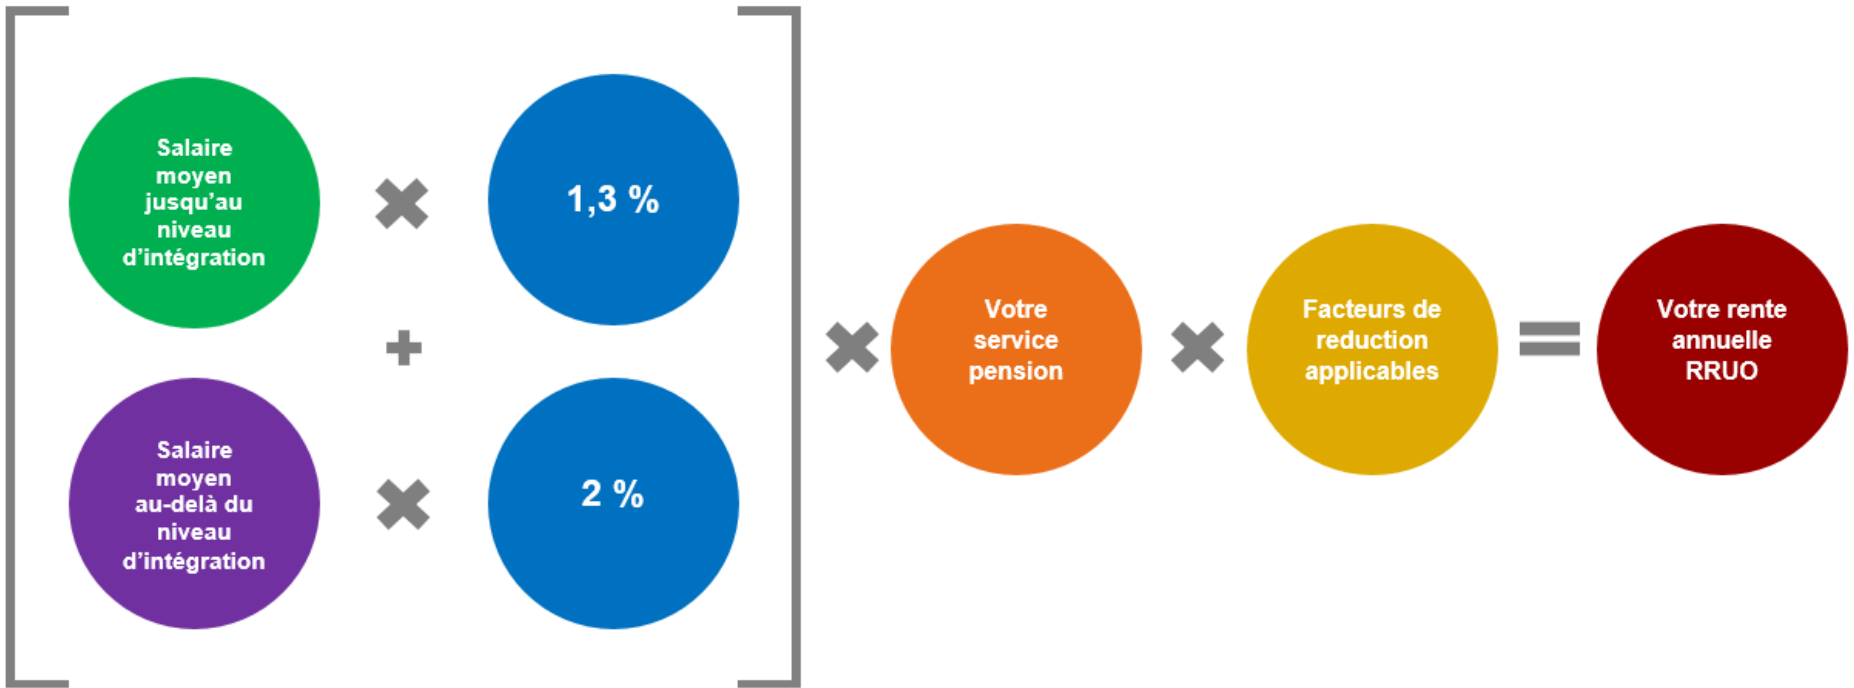 Salaire
moyen
jusqu'au
niveau
d'intégration
1,3 %
Salaire
moyen
au-delà du
niveau
d'intégration
2 %
Votre
service
pension
Facteurs de
reduction
applicables
Votre rente
annuelle
RRUO